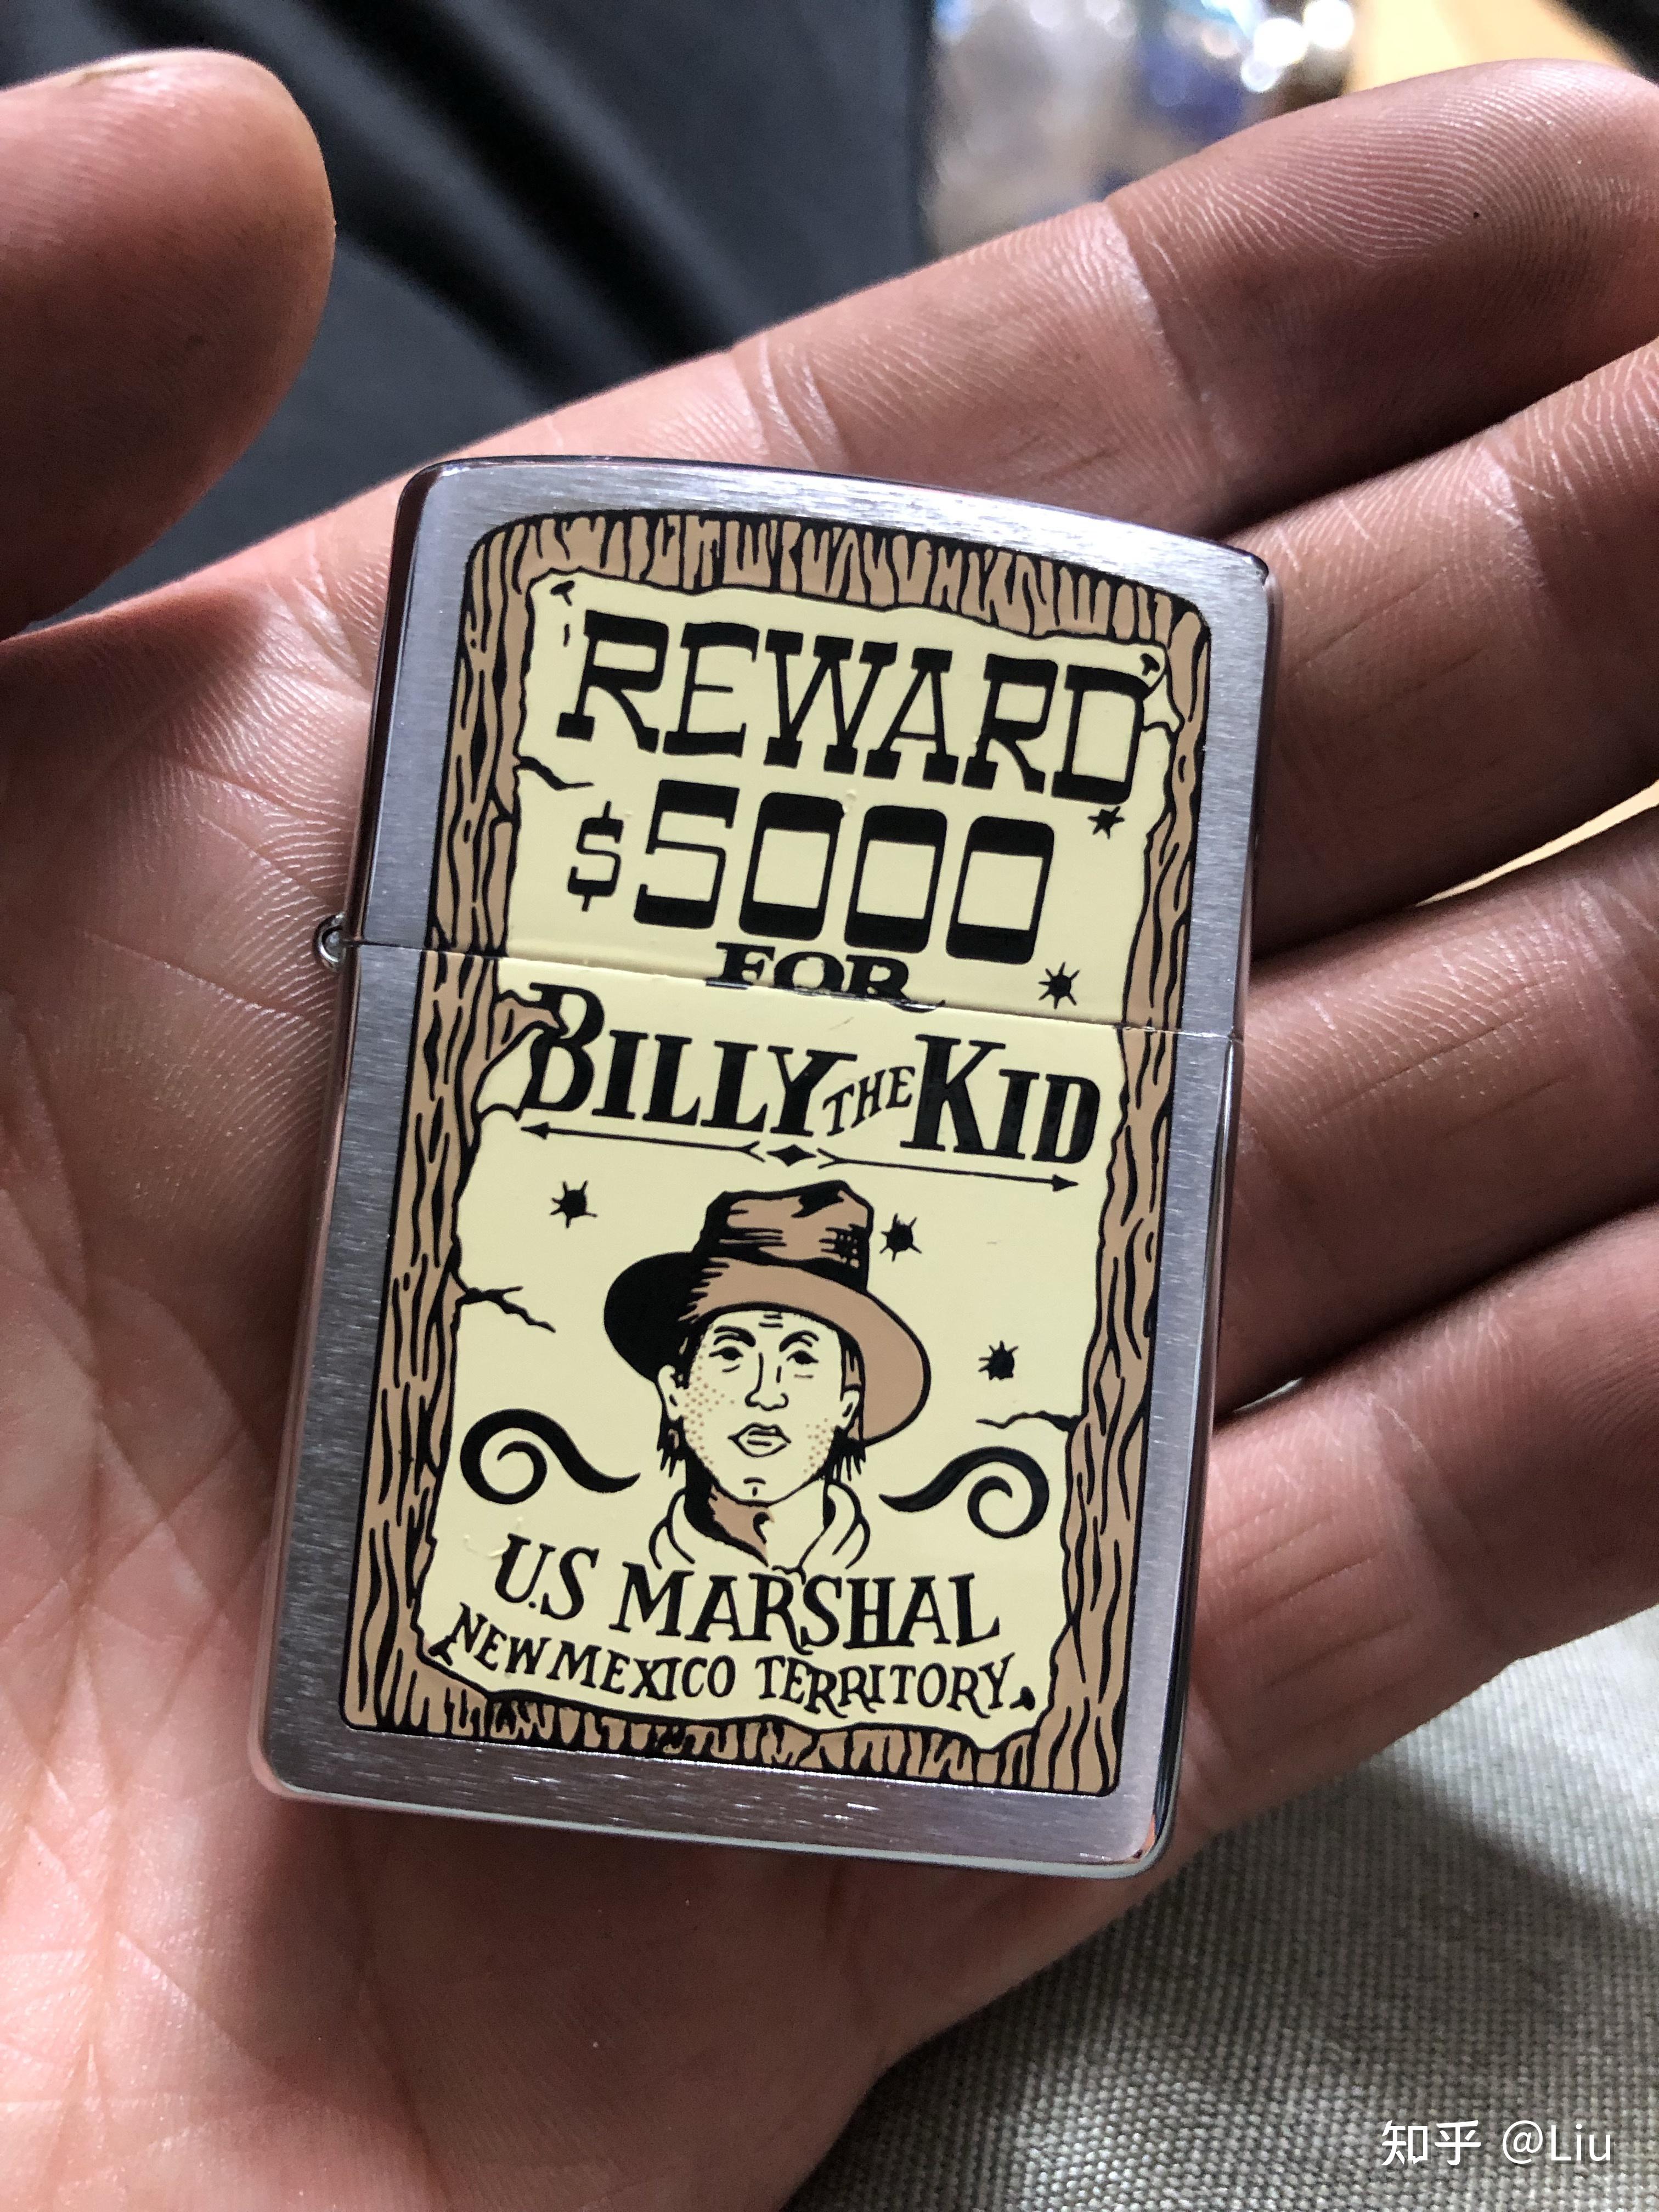 REWARD
$5000
FOR
BILLY THE KID
U.S MARSHAL
NEW MEXICO TERRITORY.
知乎 @Liu